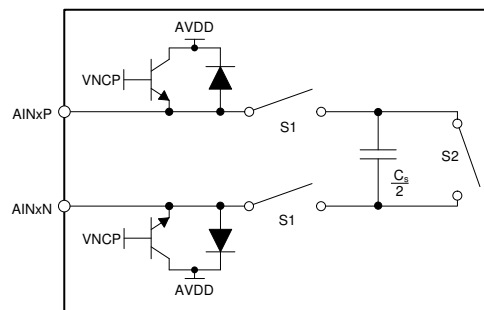 AVDD
VNCP
AINxP
S1
S2
Cs
2
AINxN
S1
VNCP
AVDD